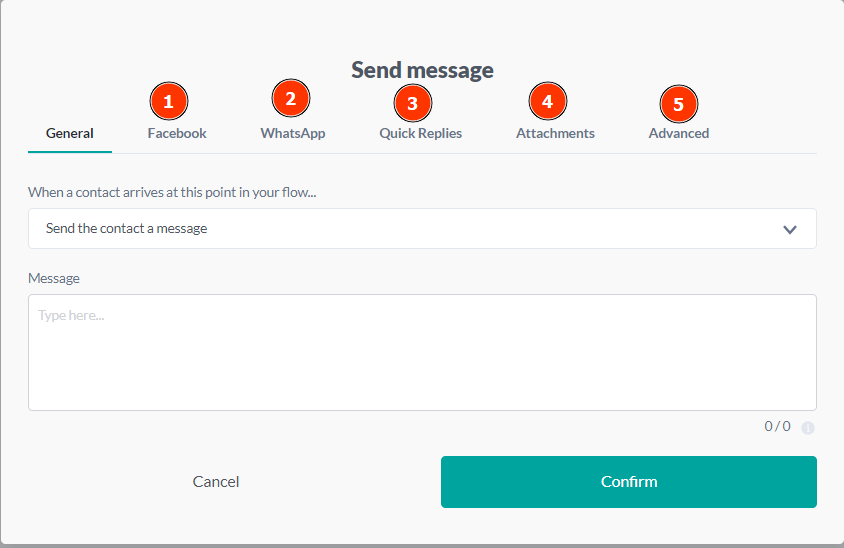 Send message
1 2 3 4 5
General Facebook WhatsApp Quick Replies Attachments Advanced
When a contact arrives at this point in your flow...
Send the contact a message
Message
Type here...
0 / 0 i
Cancel Confirm